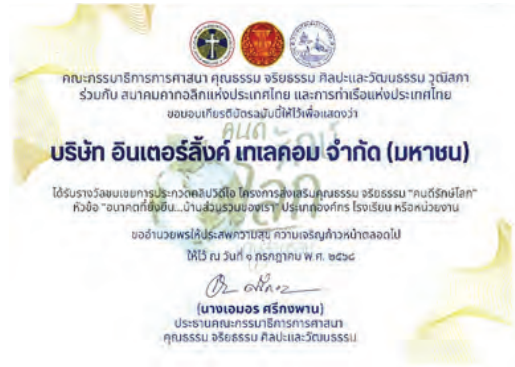 คณะกรรมาธิการการศาสนา คุณธรรม จริยธรรม ศิลปะและวัฒนธรรม วุฒิสภา
ร่วมกับ สมาคมคาทอลิกแห่งประเทศไทย และการท่าเรือแห่งประเทศไทย
ขอมอบเกียรติบัตรฉบับนี้ให้ไว้เพื่อแสดงว่า
บริษัท อินเตอร์ลิ้งค์ เทเลคอม จำกัด (มหาชน)
ได้รับรางวัลชมเชยการประกวดคลิปวิดีโอ โครงการส่งเสริมคุณธรรม จริยธรรม "คนดีรักษ์โลก"
หัวข้อ "อนาคตที่ยั่งยืน...บ้านส่วนรวมของเรา" ประเภทองค์กร โรงเรียน หรือหน่วยงาน
ขออำนวยพรให้ประสพความสุข ความเจริญก้าวหน้าตลอดไป
ให้ไว้ ณ วันที่ ๑ กรกฎาคม พ.ศ. ๒๕๖๘
(นางเอมอร ศรีกงพาน)
ประธานคณะกรรมาธิการการศาสนา
คุณธรรม จริยธรรม ศิลปะและวัฒนธรรม